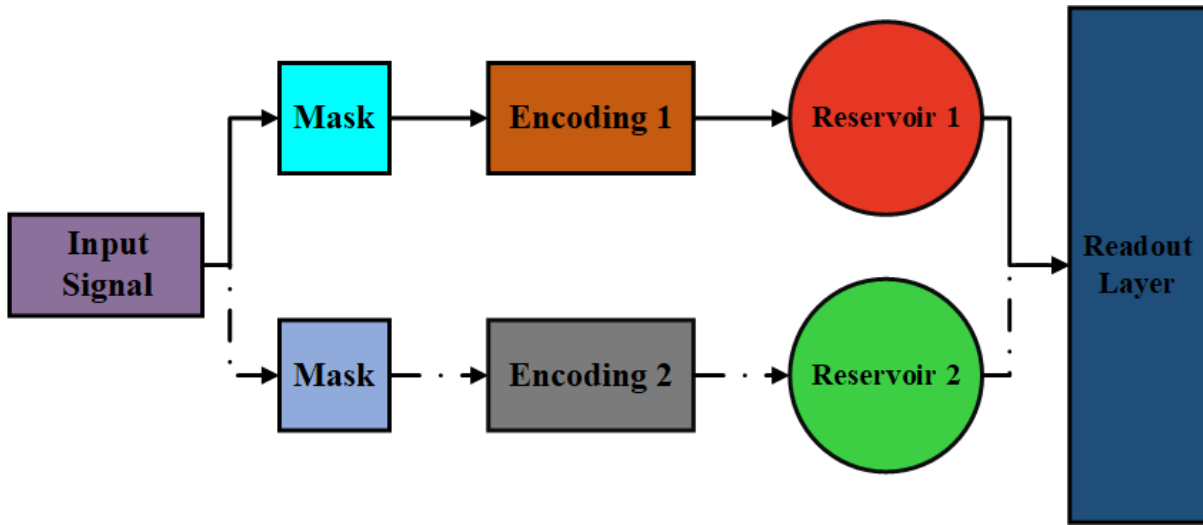 Mask
Encoding 1
Reservoir 1
Input
Signal
Readout
Layer
Mask
Encoding 2
Reservoir 2